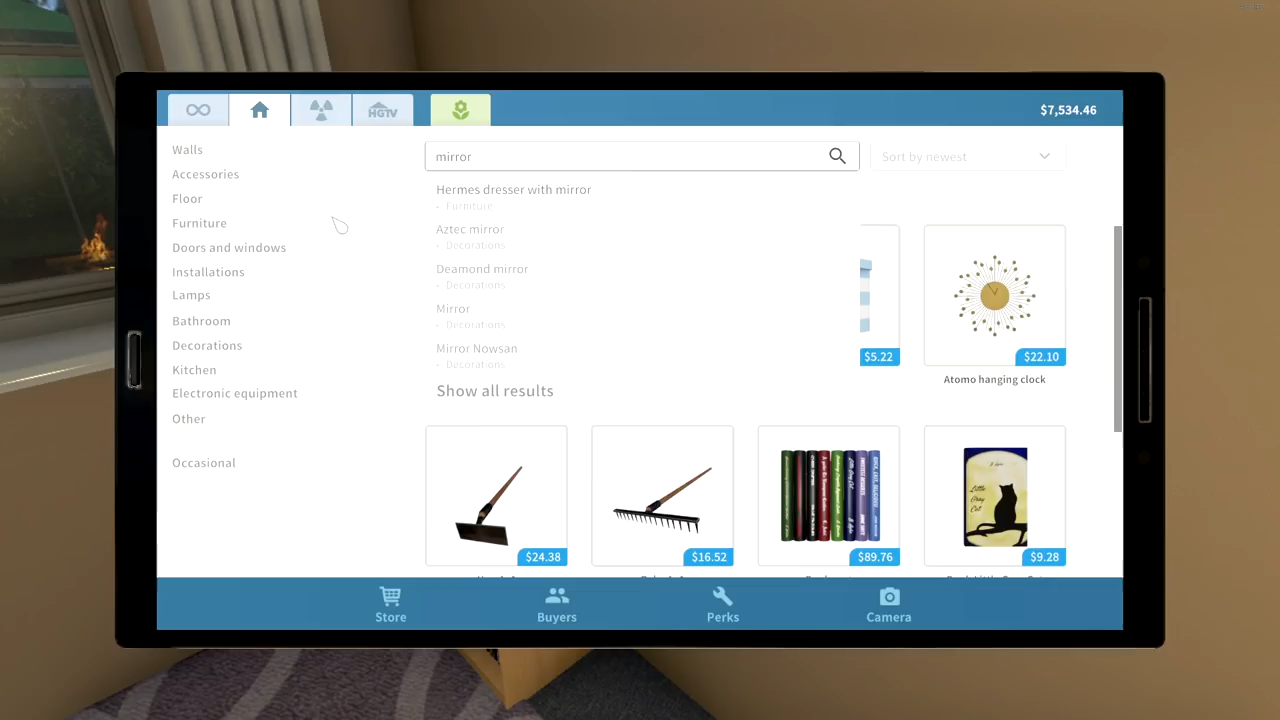 HGTV
$7,534.46
Walls
Accessories
Floor
Furniture
Doors and windows
Installations
Lamps
Bathroom
Decorations
Kitchen
Electronic equipment
Other
Occasional
mirror
Sort by newest
Hermes dresser with mirror
- Furniture
Aztec mirror
- Decorations
Deamond mirror
- Decorations
Mirror
- Decorations
Mirror Nowsan
- Decorations
Show all results
$5.22
$22.10
Atomo hanging clock
Little
Gray
Cat
$24.38
$16.52
$89.76
$9.28
Store
Buyers
Perks
Camera